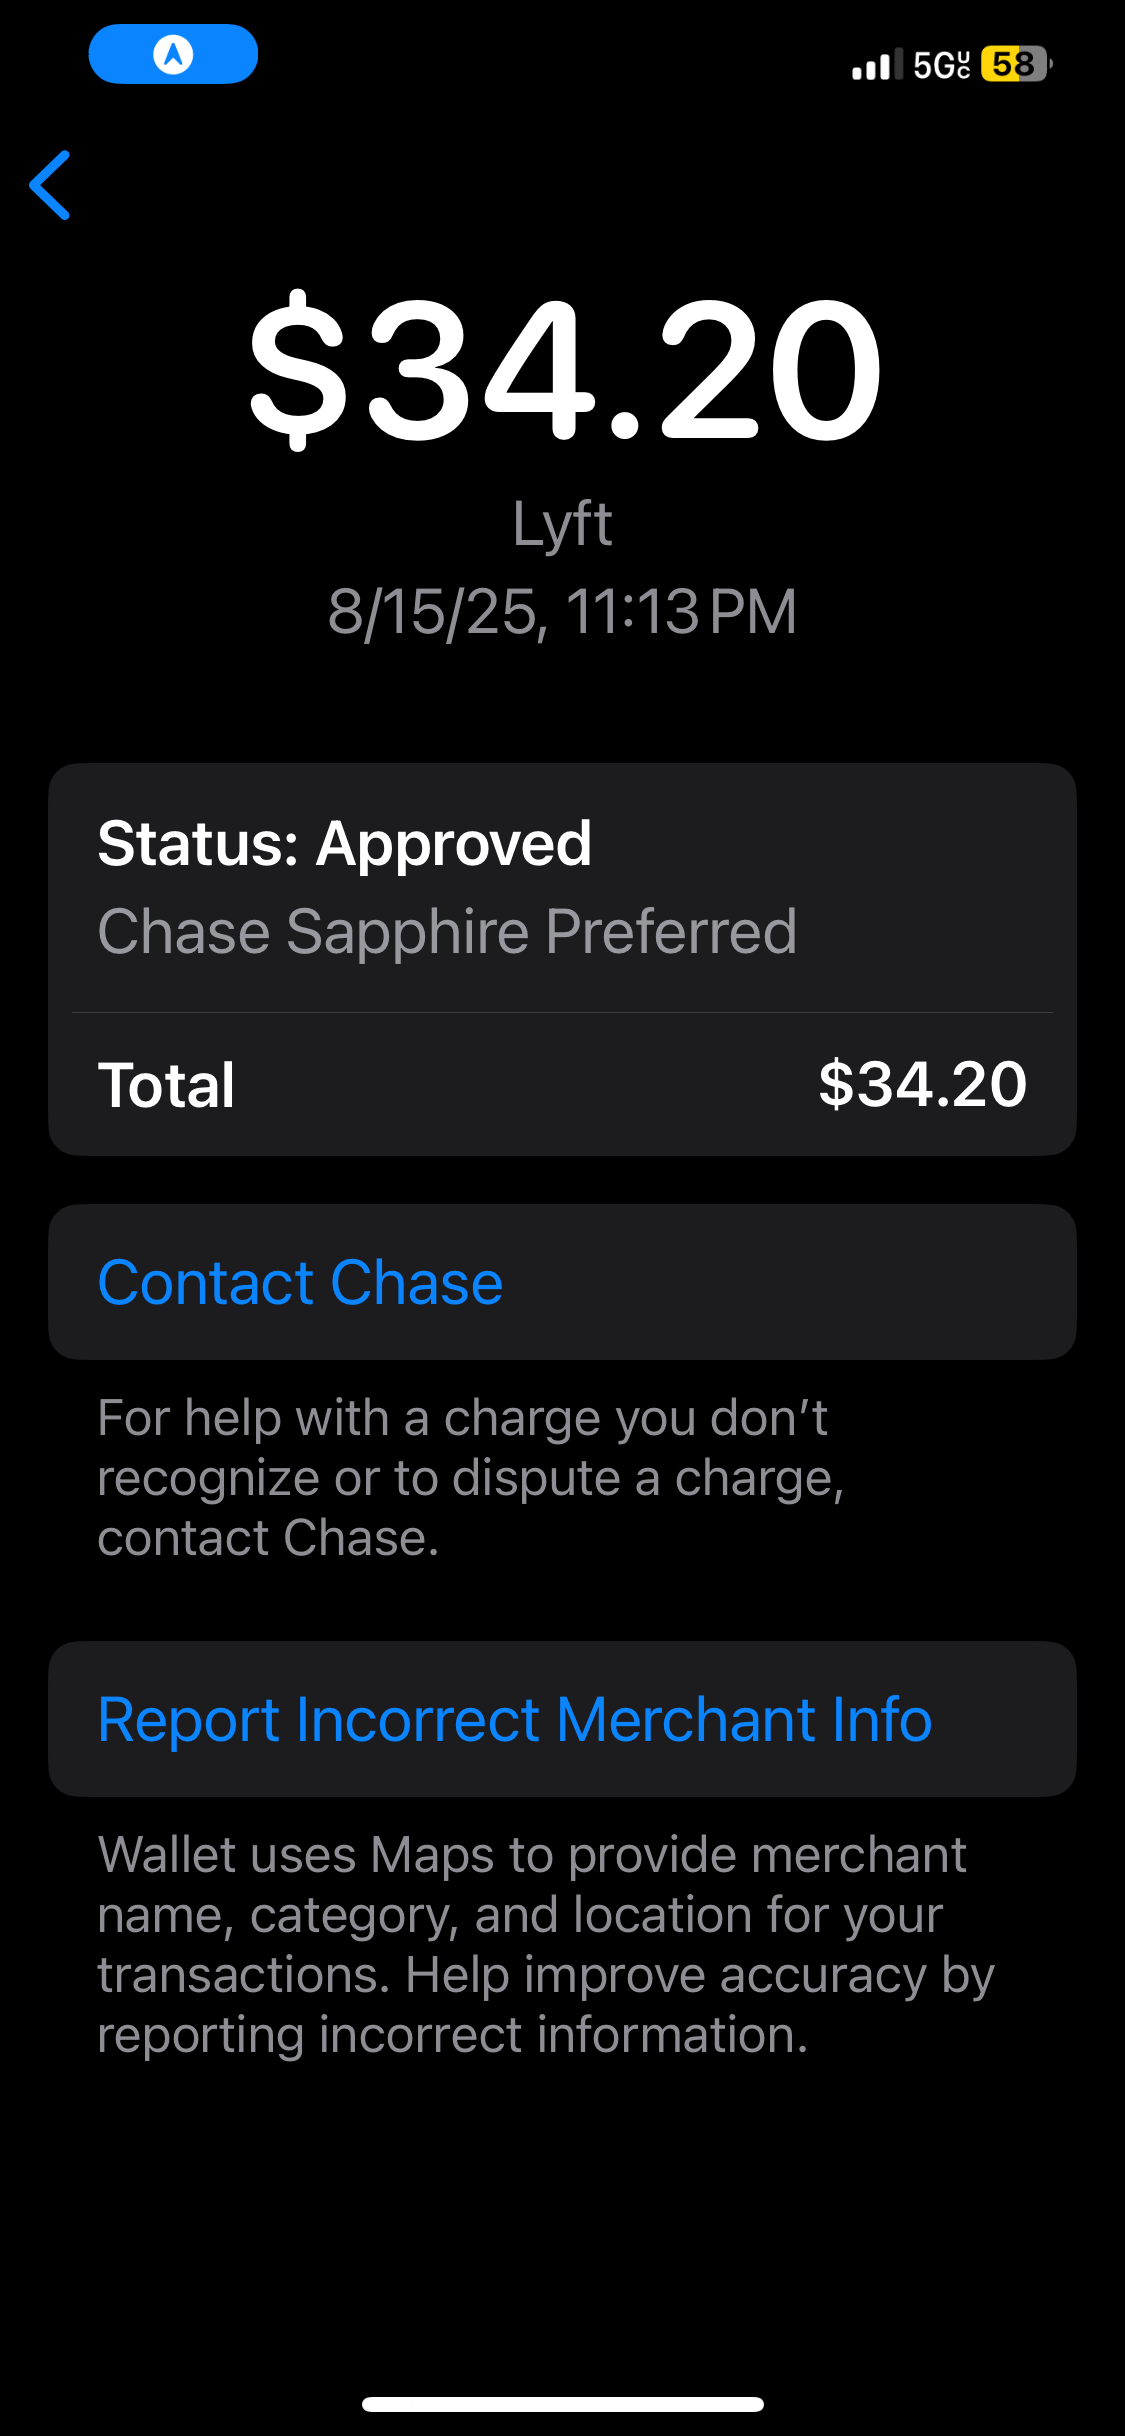 5G UC 58
$34.20
Lyft
8/15/25, 11:13 PM
Status: Approved
Chase Sapphire Preferred
Total $34.20
Contact Chase
For help with a charge you don’t
recognize or to dispute a charge,
contact Chase.
Report Incorrect Merchant Info
Wallet uses Maps to provide merchant
name, category, and location for your
transactions. Help improve accuracy by
reporting incorrect information.